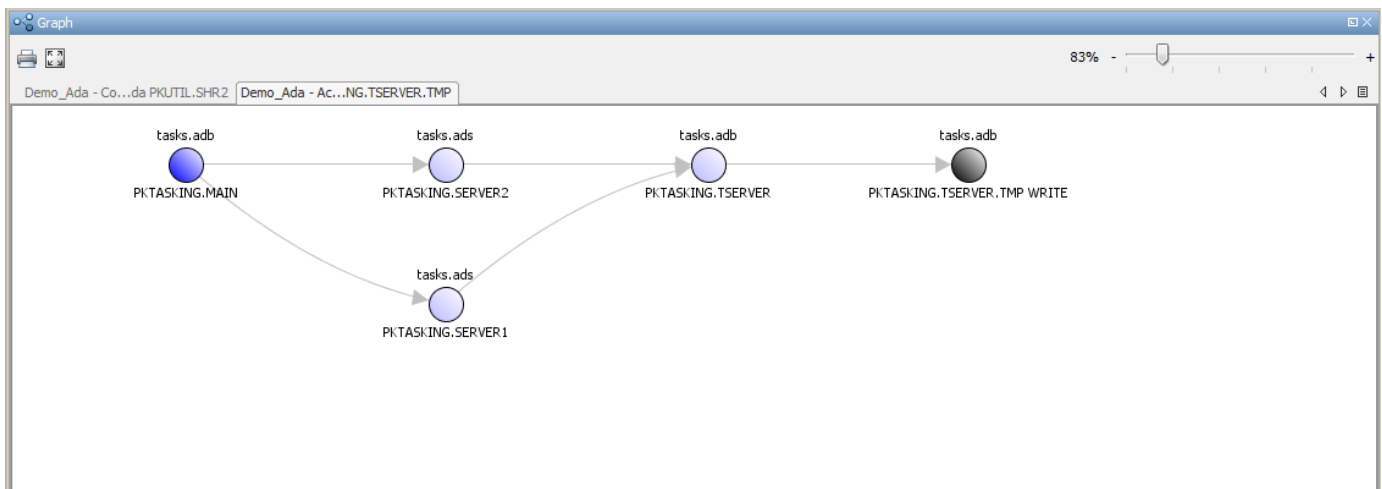 Graph
83% - +
Demo_Ada - Co...da PKUTIL.SHR2 Demo_Ada - Ac...NG.TSERVER.TMP
tasks.adb tasks.ads tasks.adb tasks.adb
PKTASKING.MAIN PKTASKING.SERVER2 PKTASKING.TSERVER PKTASKING.TSERVER.TMP WRITE
tasks.ads
PKTASKING.SERVER1